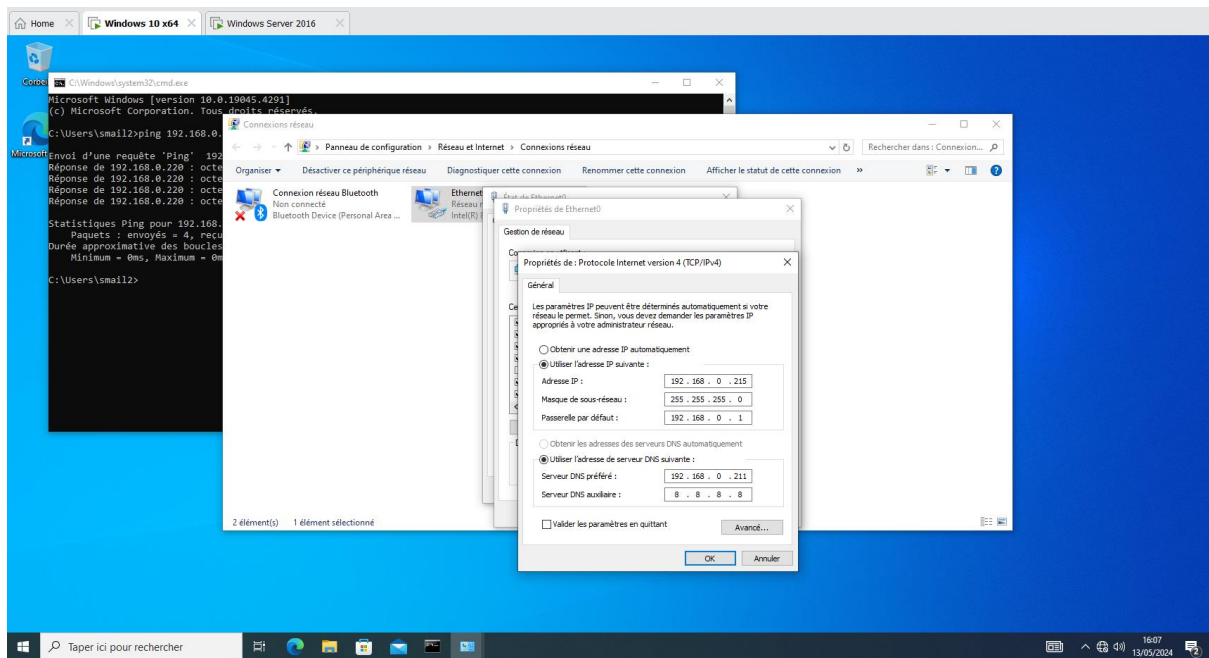 Home
Windows 10 x64
Windows Server 2016
C:\Windows\system32\cmd.exe
Microsoft Windows [version 10.0.19045.4291]
(c) Microsoft Corporation. Tous droits réservés.
C:\Users\smail2>ping 192.168.0.
Envoi d'une requête 'Ping' 192
Réponse de 192.168.0.220 : octe
Réponse de 192.168.0.220 : octe
Réponse de 192.168.0.220 : octe
Réponse de 192.168.0.220 : octe
Statistiques Ping pour 192.168.
Paquets : envoyés = 4, reçu
Durée approximative des boucles
Minimum = 0ms, Maximum = 0m
C:\Users\smail2>
Connexions réseau
Panneau de configuration › Réseau et Internet › Connexions réseau
Rechercher dans : Connexion...
Organiser
Désactiver ce périphérique réseau
Diagnostiquer cette connexion
Renommer cette connexion
Afficher le statut de cette connexion
»
Connexion réseau Bluetooth
Non connecté
Bluetooth Device (Personal Area ...
Ethernet
Réseau
Intel(R)
État de Ethernet0
Propriétés de Ethernet0
Gestion de réseau
Propriétés de : Protocole Internet version 4 (TCP/IPv4)
Général
Les paramètres IP peuvent être déterminés automatiquement si votre
réseau le permet. Sinon, vous devez demander les paramètres IP
appropriés à votre administrateur réseau.
Obtenir une adresse IP automatiquement
Utiliser l'adresse IP suivante :
Adresse IP : 192 . 168 . 0 . 215
Masque de sous-réseau : 255 . 255 . 255 . 0
Passerelle par défaut : 192 . 168 . 0 . 1
Obtenir les adresses des serveurs DNS automatiquement
Utiliser l'adresse de serveur DNS suivante :
Serveur DNS préféré : 192 . 168 . 0 . 211
Serveur DNS auxiliaire : 8 . 8 . 8 . 8
Valider les paramètres en quittant
Avancé...
OK
Annuler
2 élément(s)
1 élément sélectionné
Taper ici pour rechercher
16:07
13/05/2024
2